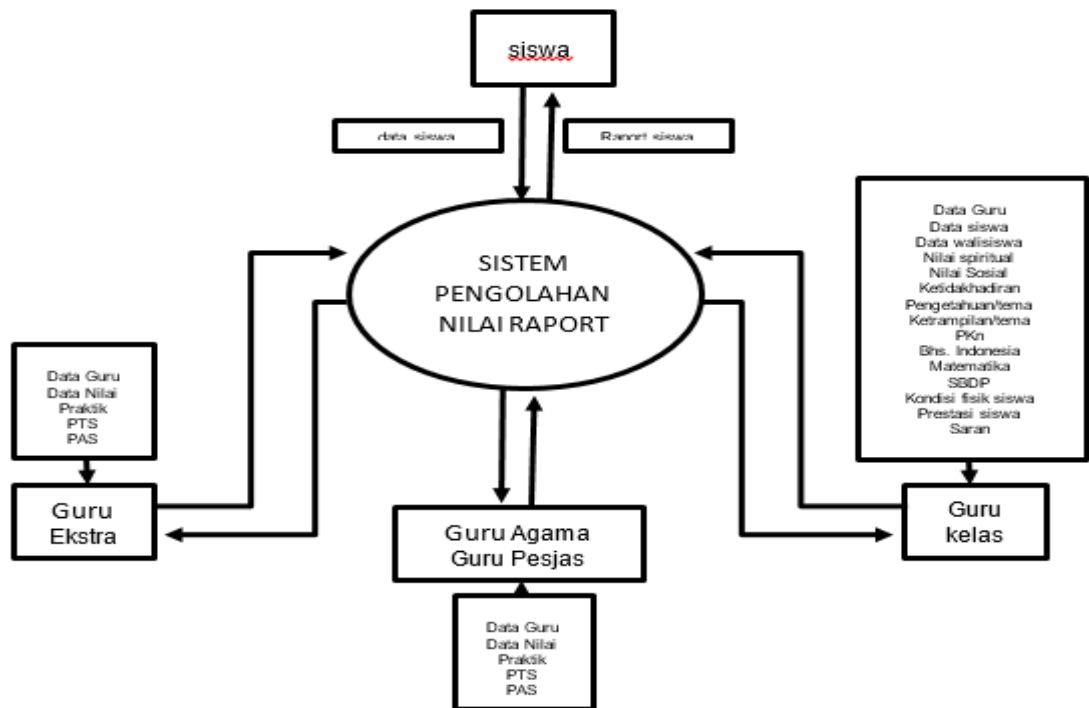 siswa
data siswa
Raport siswa
SISTEM
PENGOLAHAN
NILAI RAPORT
Data Guru
Data siswa
Data walisiswa
Nilai spiritual
Nilai Sosial
Ketidakhadiran
Pengetahuan/tema
Ketrampilan/tema
PKn
Bhs. Indonesia
Matematika
SBDP
Kondisi fisik siswa
Prestasi siswa
Saran
Data Guru
Data Nilai
Praktik
PTS
PAS
Guru
Ekstra
Guru Agama
Guru Pesjas
Guru
kelas
Data Guru
Data Nilai
Praktik
PTS
PAS